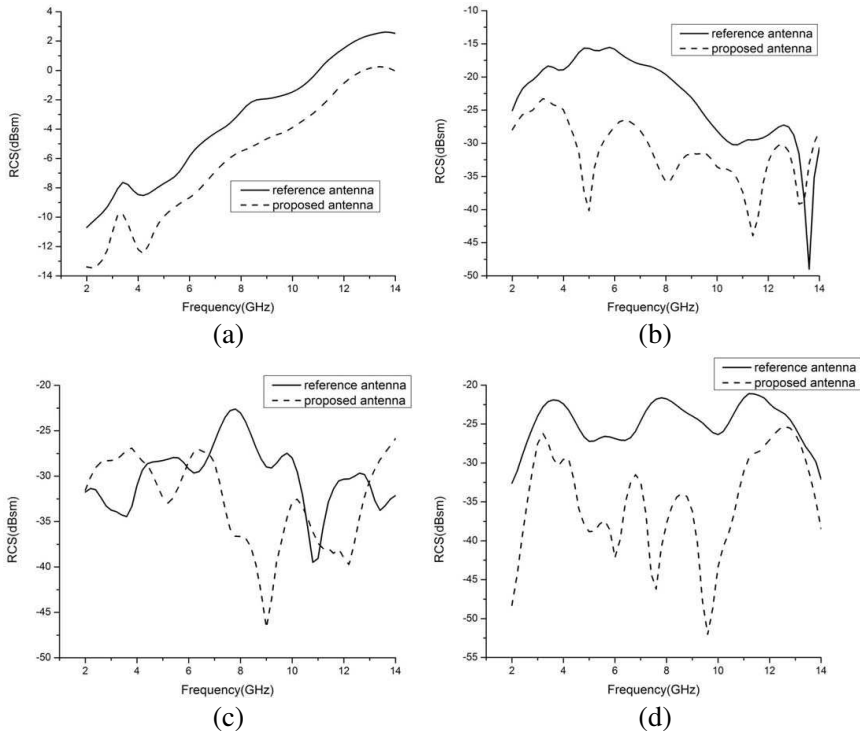 4
2
0
-2
-4
-6
-8
-10
-12
-14
RCS(dBsm)
reference antenna
proposed antenna
2 4 6 8 10 12 14
Frequency(GHz)
(a)
-10
-15
-20
-25
-30
-35
-40
-45
-50
RCS(dBsm)
reference antenna
proposed antenna
2 4 6 8 10 12 14
Frequency(GHz)
(b)
-20
-25
-30
-35
-40
-45
-50
RCS(dBsm)
reference antenna
proposed antenna
2 4 6 8 10 12 14
Frequency(GHz)
(c)
-20
-25
-30
-35
-40
-45
-50
-55
RCS(dBsm)
reference antenna
proposed antenna
2 4 6 8 10 12 14
Frequency(GHz)
(d)